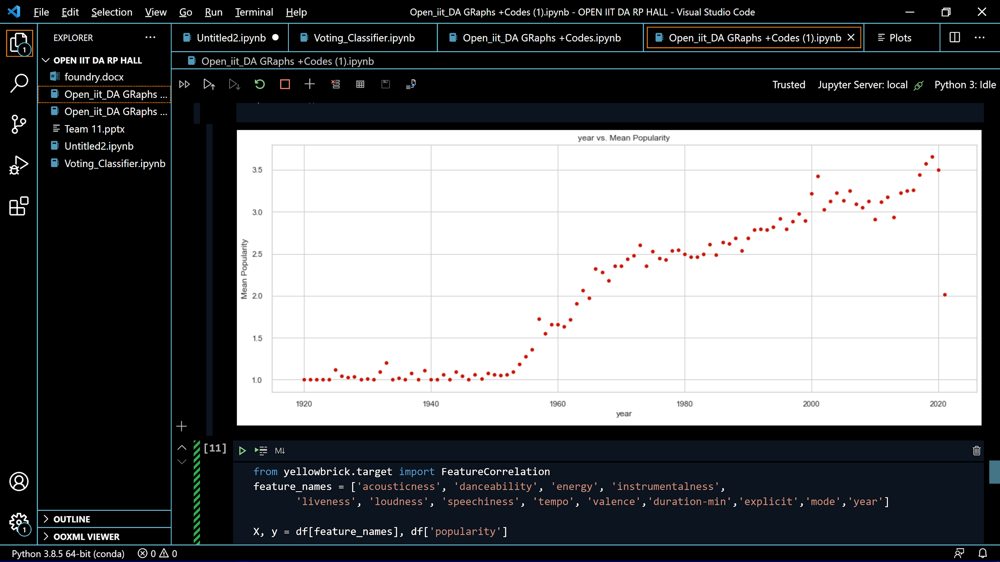 File Edit Selection View Go Run Terminal Help
Open_iit_DA GRaphs +Codes (1).ipynb - OPEN IIT DA RP HALL - Visual Studio Code
EXPLORER
Untitled2.ipynb
Voting_Classifier.ipynb
Open_iit_DA GRaphs +Codes.ipynb
Open_iit_DA GRaphs +Codes (1).ipynb
Plots
1
OPEN IIT DA RP HALL
foundry.docx
Open_iit_DA GRaphs ...
Open_iit_DA GRaphs ...
Team 11.pptx
Untitled2.ipynb
Voting_Classifier.ipynb
Open_iit_DA GRaphs +Codes (1).ipynb
Trusted Jupyter Server: local Python 3: Idle
year vs. Mean Popularity
Mean Popularity
3.5
3.0
2.5
2.0
1.5
1.0
1920 1940 1960 1980 2000 2020
year
[11]
M↓
from yellowbrick.target import FeatureCorrelation
feature_names = ['acousticness', 'danceability', 'energy', 'instrumentalness',
'liveness', 'loudness', 'speechiness', 'tempo', 'valence','duration-min','explicit','mode','year']
X, y = df[feature_names], df['popularity']
OUTLINE
1
OOXML VIEWER
Python 3.8.5 64-bit (conda) 0 0